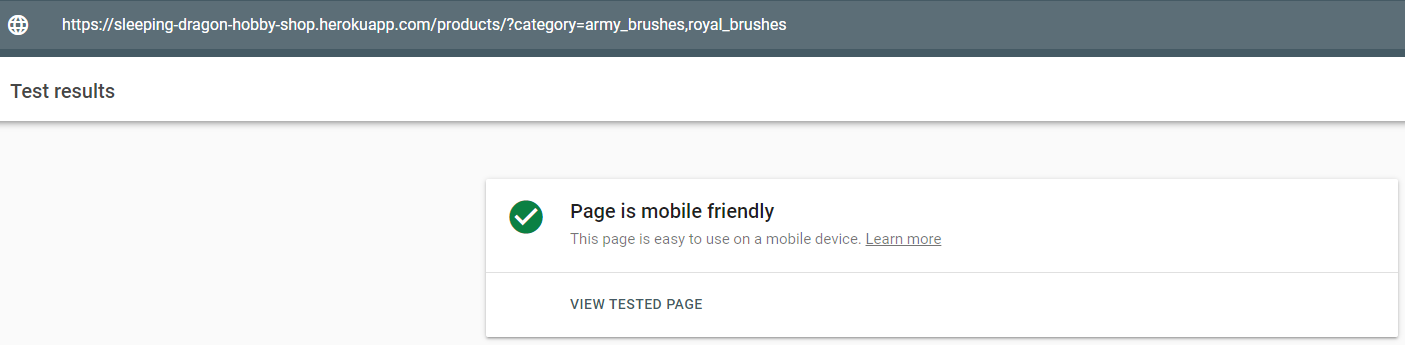 https://sleeping-dragon-hobby-shop.herokuapp.com/products/?category=army_brushes,royal_brushes
Test results
Page is mobile friendly
This page is easy to use on a mobile device. Learn more
VIEW TESTED PAGE